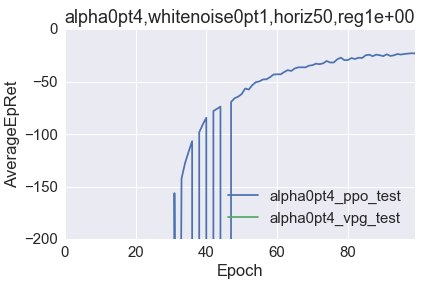 alpha0pt4,whitenoise0pt1,horiz50,reg1e+00
0
−50
−100
−150
−200
AverageEpRet
alpha0pt4_ppo_test
alpha0pt4_vpg_test
0 20 40 60 80
Epoch